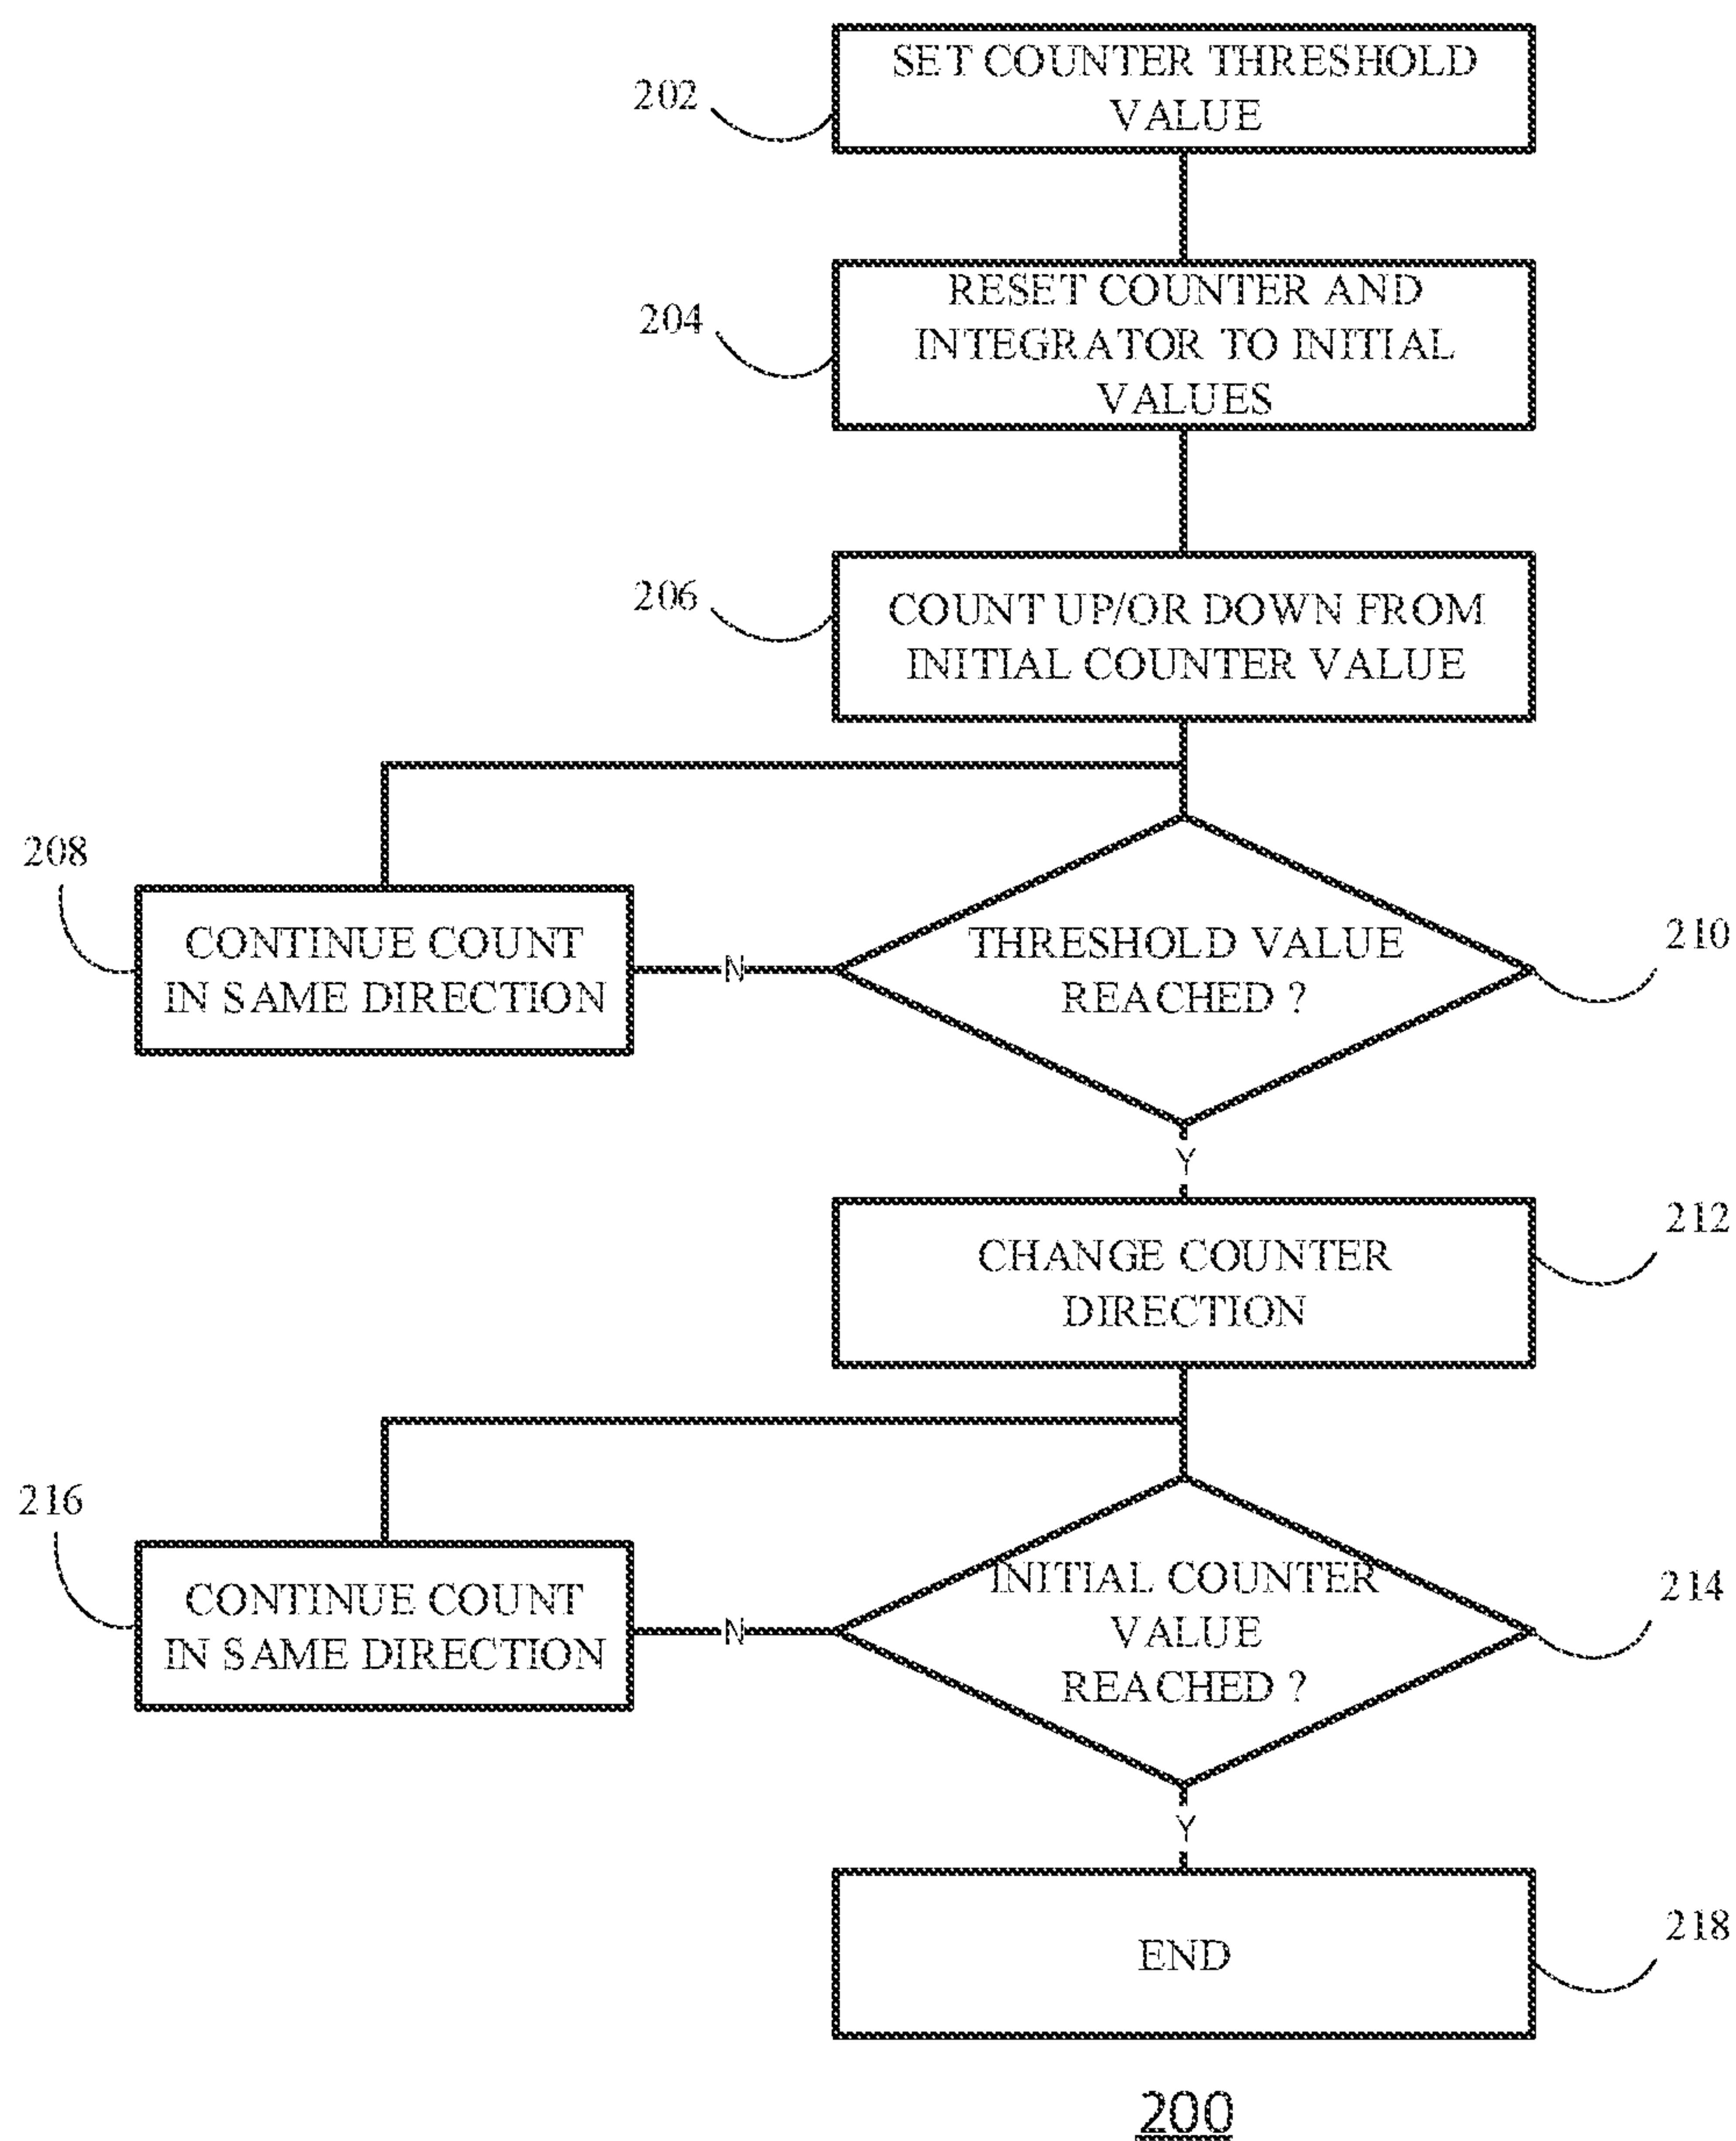 SET COUNTER THRESHOLD
VALUE
202
RESET COUNTER AND
INTEGRATOR TO INITIAL
VALUES
204
COUNT UP/OR DOWN FROM
INITIAL COUNTER VALUE
206
208
CONTINUE COUNT
IN SAME DIRECTION
N
THRESHOLD VALUE
REACHED ?
210
Y
CHANGE COUNTER
DIRECTION
212
216
CONTINUE COUNT
IN SAME DIRECTION
N
INITIAL COUNTER
VALUE
REACHED ?
214
Y
END
218
200